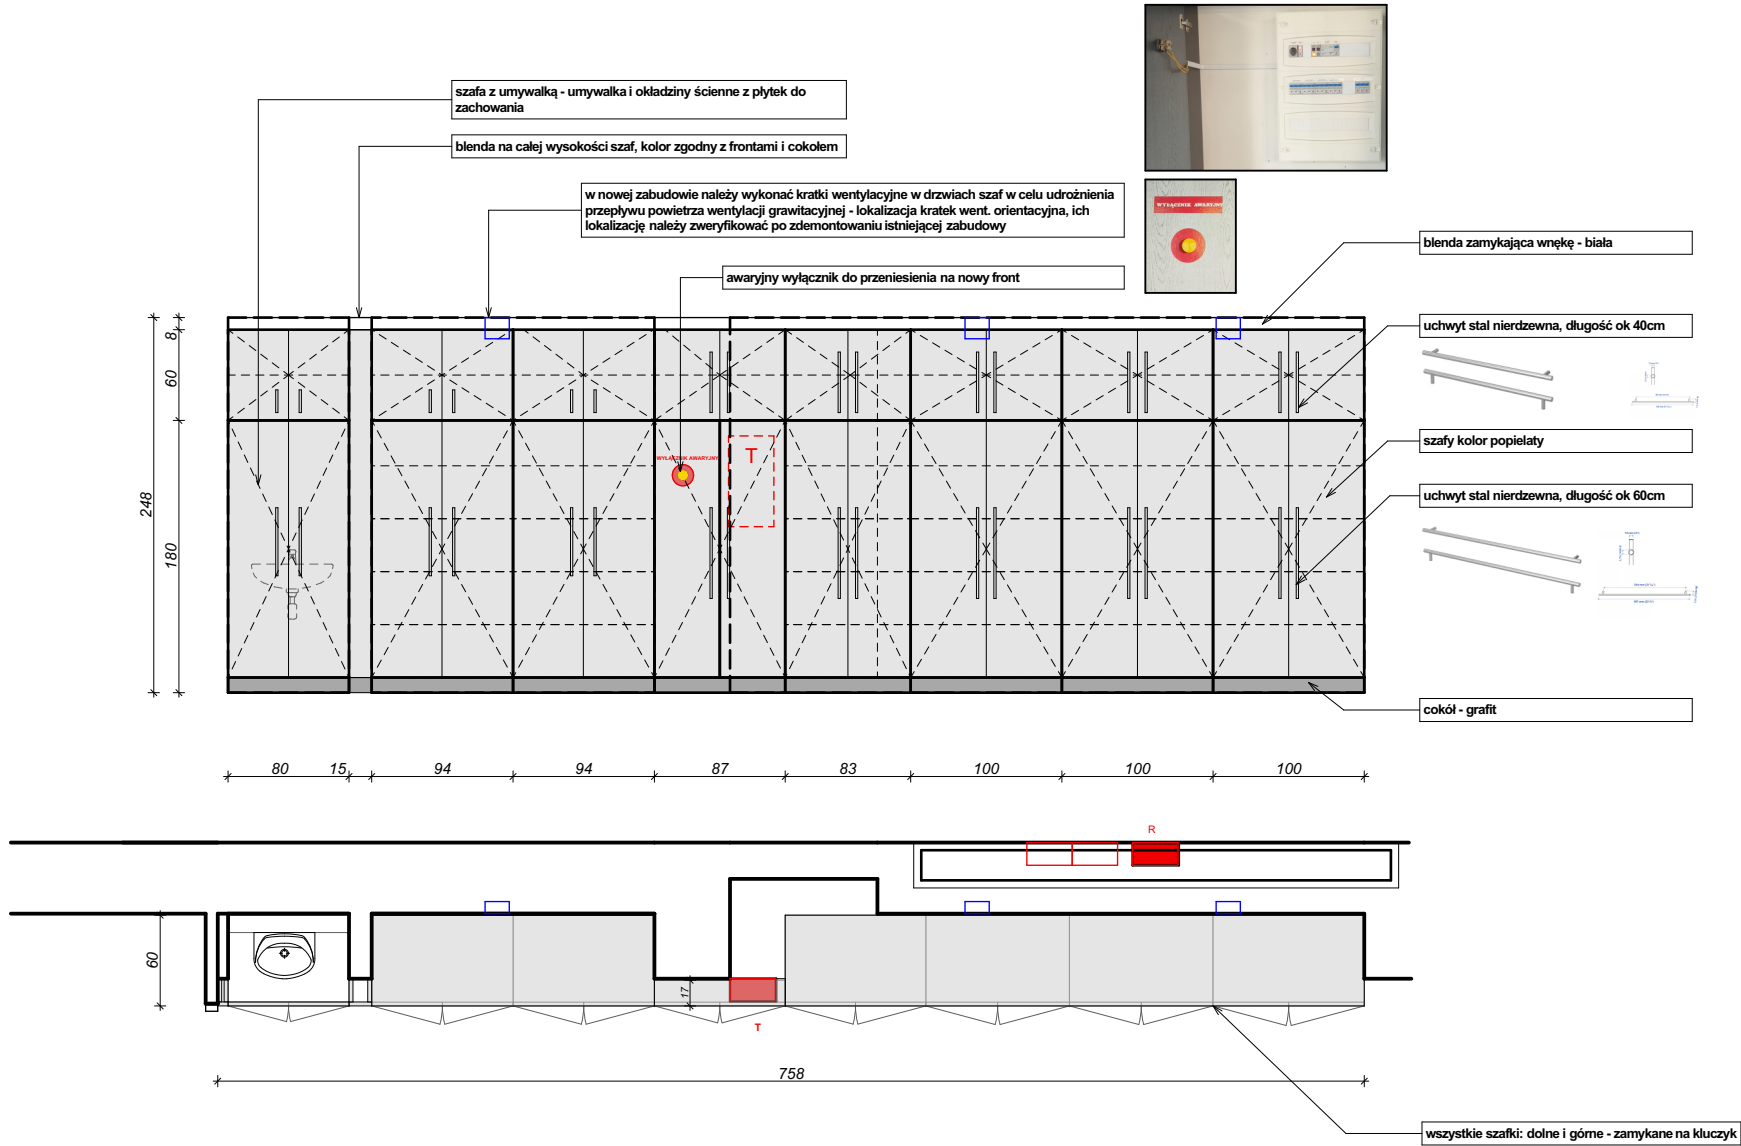 szafa z umywalką - umywalka i okładziny ścienne z płytek do
zachowania
blenda na całej wysokości szaf, kolor zgodny z frontami i cokołem
w nowej zabudowie należy wykonać kratki wentylacyjne w drzwiach szaf w celu udrożnienia
przepływu powietrza wentylacji grawitacyjnej - lokalizacja kratek went. orientacyjna, ich
lokalizację należy zweryfikować po zdemontowaniu istniejącej zabudowy
awaryjny wyłącznik do przeniesienia na nowy front
WYŁĄCZNIK AWARYJNY
blenda zamykająca wnękę - biała
uchwyt stal nierdzewna, długość ok 40cm
szafy kolor popielaty
uchwyt stal nierdzewna, długość ok 60cm
cokół - grafit
8
60
248
180
WYŁĄCZNIK AWARYJNY
T
80 15 94 94 87 83 100 100 100
R
60
17
T
758
wszystkie szafki: dolne i górne - zamykane na kluczyk